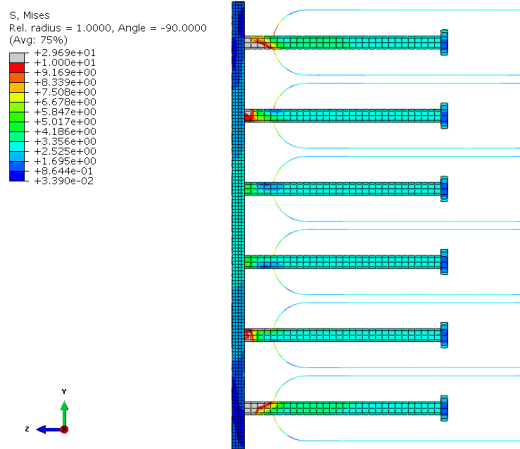 S, Mises
Rel. radius = 1.0000, Angle = -90.0000
(Avg: 75%)
+2.969e+01
+1.000e+01
+9.169e+00
+8.339e+00
+7.508e+00
+6.678e+00
+5.847e+00
+5.017e+00
+4.186e+00
+3.356e+00
+2.525e+00
+1.695e+00
+8.644e-01
+3.390e-02
Y
Z